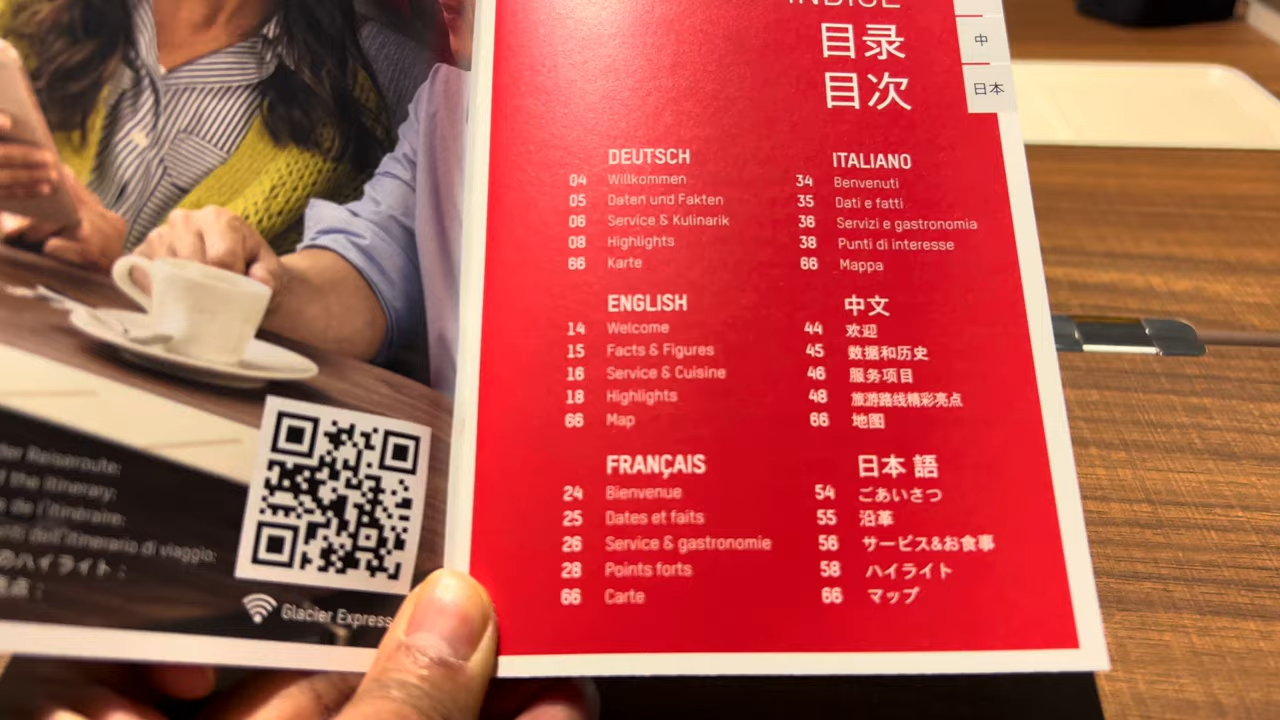 INDICE
目录
目次
中
日本
DEUTSCH
04 Willkommen
05 Daten und Fakten
06 Service & Kulinarik
08 Highlights
66 Karte
ENGLISH
14 Welcome
15 Facts & Figures
16 Service & Cuisine
18 Highlights
66 Map
FRANÇAIS
24 Bienvenue
25 Dates et faits
26 Service & gastronomie
28 Points forts
66 Carte
ITALIANO
34 Benvenuti
35 Dati e fatti
36 Servizi e gastronomia
38 Punti di interesse
66 Mappa
中文
44 欢迎
45 数据和历史
46 服务项目
48 旅游路线精彩亮点
66 地图
日本 語
54 ごあいさつ
55 沿革
56 サービス&お食事
58 ハイライト
66 マップ
der Reiseroute:
the itinerary:
de l'itinéraire:
dell'itinerario di viaggio:
のハイライト:
Glacier Express